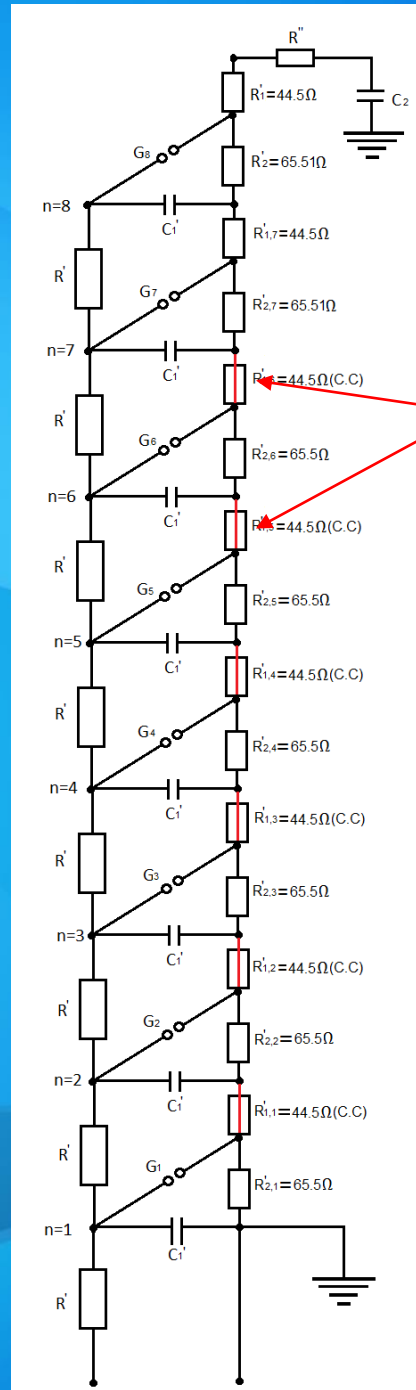 R''
C₂
R'₁=44.5Ω
G₈
R'₂=65.51Ω
n=8
C₁'
R'₁,₇=44.5Ω
R'
G₇
R'₂,₇=65.51Ω
n=7
C₁'
=44.5Ω(C.C)
R'
G₆
R'₂,₆=65.5Ω
n=6
C₁'
=44.5Ω(C.C)
R'
G₅
R'₂,₅=65.5Ω
n=5
C₁'
R'₁,₄=44.5Ω(C.C)
R'
G₄
R'₂,₄=65.5Ω
n=4
C₁'
R'₁,₃=44.5Ω(C.C)
R'
G₃
R'₂,₃=65.5Ω
n=3
C₁'
R'₁,₂=44.5Ω(C.C)
R'
G₂
R'₂,₂=65.5Ω
n=2
C₁'
R'₁,₁=44.5Ω(C.C)
R'
G₁
R'₂,₁=65.5Ω
n=1
C₁'
R'